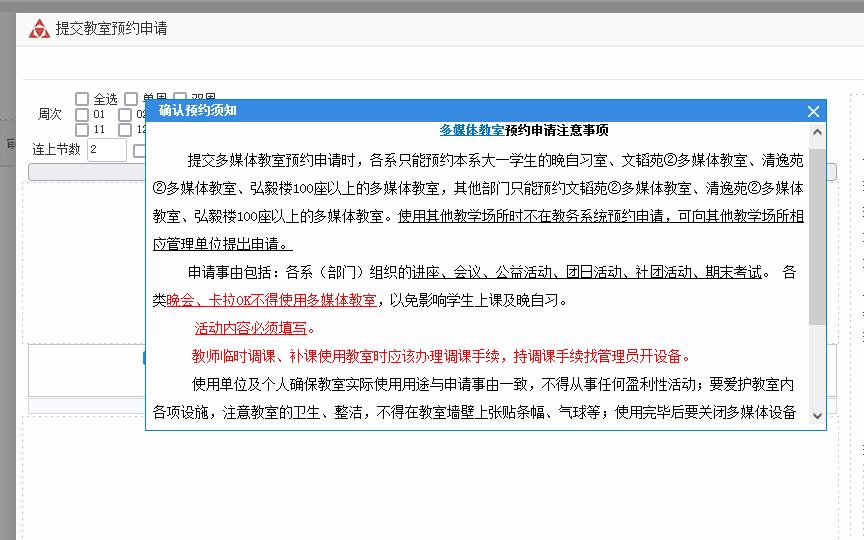 提交教室预约申请
周次
全选
01
11
连上节数
2
确认预约须知
多媒体教室预约申请注意事项
提交多媒体教室预约申请时，各系只能预约本系大一学生的晚自习室、文韬苑②多媒体教室、清逸苑
②多媒体教室、弘毅楼100座以上的多媒体教室，其他部门只能预约文韬苑②多媒体教室、清逸苑②多媒体
教室、弘毅楼100座以上的多媒体教室。使用其他教学场所时不在教务系统预约申请，可向其他教学场所相
应管理单位提出申请。
申请事由包括：各系（部门）组织的讲座、会议、公益活动、团日活动、社团活动、期末考试。 各
类晚会、卡拉OK不得使用多媒体教室，以免影响学生上课及晚自习。
活动内容必须填写。
教师临时调课、补课使用教室时应该办理调课手续，持调课手续找管理员开设备。
使用单位及个人确保教室实际使用用途与申请事由一致，不得从事任何盈利性活动；要爱护教室内
各项设施，注意教室的卫生、整洁，不得在教室墙壁上张贴条幅、气球等；使用完毕后要关闭多媒体设备